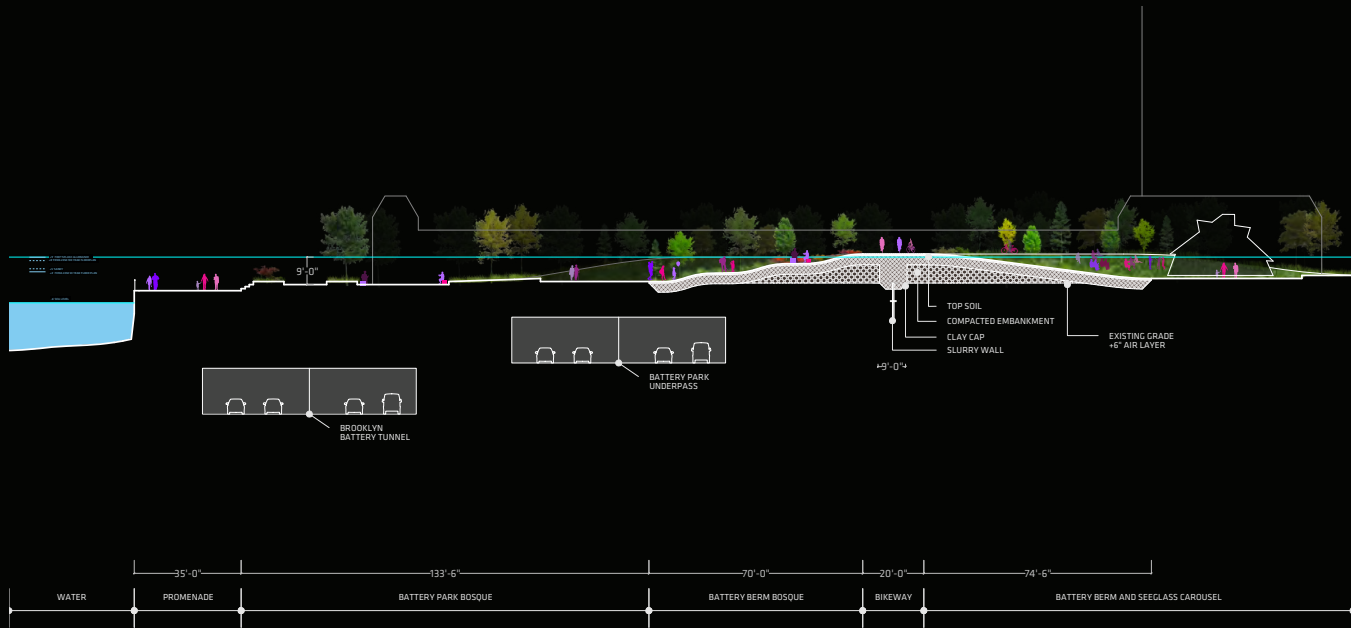 9'-0"
TOP SOIL
COMPACTED EMBANKMENT
CLAY CAP
SLURRY WALL
EXISTING GRADE
+6" AIR LAYER
9'-0"
BATTERY PARK
UNDERPASS
BROOKLYN
BATTERY TUNNEL
35'-0"
133'-6"
70'-0"
20'-0"
74'-6"
WATER
PROMENADE
BATTERY PARK BOSQUE
BATTERY BERM BOSQUE
BIKEWAY
BATTERY BERM AND SEEGLASS CAROUSEL